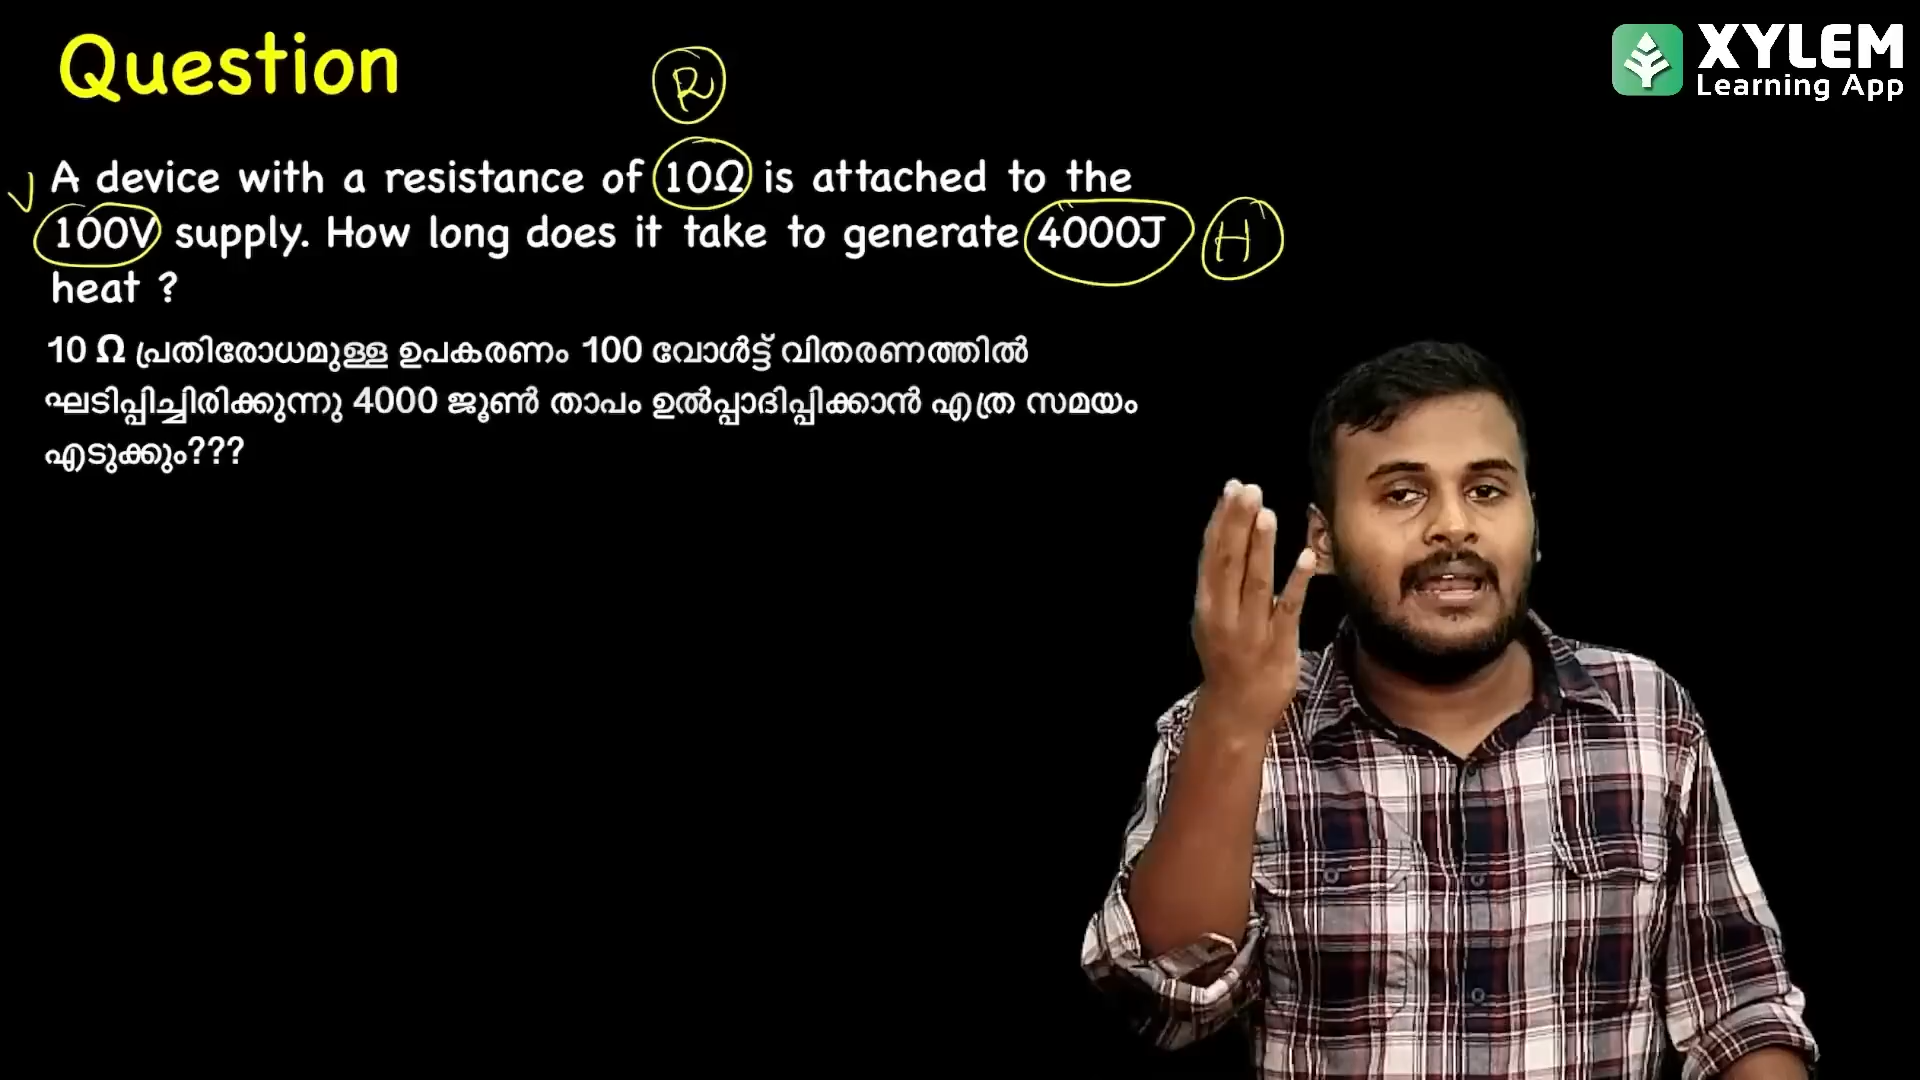 Question
R
XYLEM
Learning App
V
A device with a resistance of 10Ω is attached to the
100V supply. How long does it take to generate 4000J
H
heat ?
10 Ω പ്രതിരോധമുള്ള ഉപകരണം 100 വോൾട്ട് വിതരണത്തിൽ
ഘടിപ്പിച്ചിരിക്കുന്നു 4000 ജൂൺ താപം ഉൽപ്പാദിപ്പിക്കാൻ എത്ര സമയം
എടുക്കും???